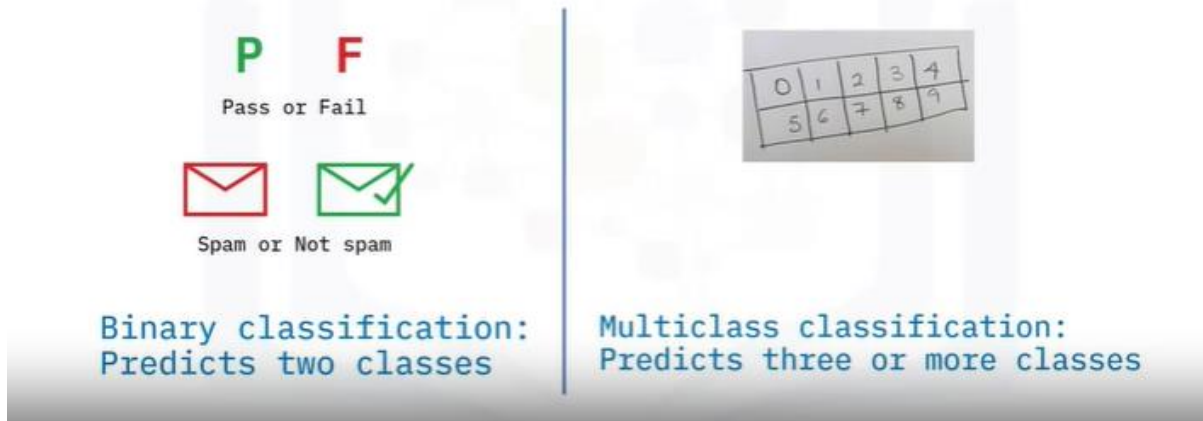 P F
Pass or Fail
Spam or Not spam
Binary classification:
Predicts two classes
0 1 2 3 4
5 6 7 8 9
Multiclass classification:
Predicts three or more classes